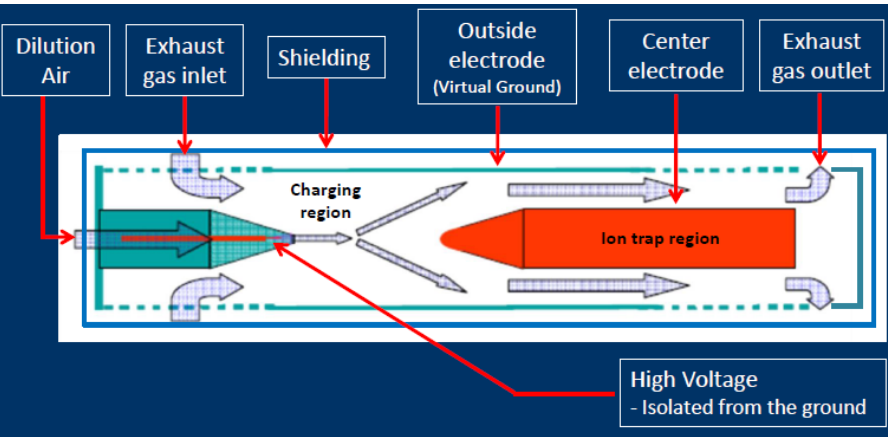 Dilution
Air
Exhaust
gas inlet
Shielding
Outside
electrode
(Virtual Ground)
Center
electrode
Exhaust
gas outlet
Charging
region
Ion trap region
High Voltage
- Isolated from the ground